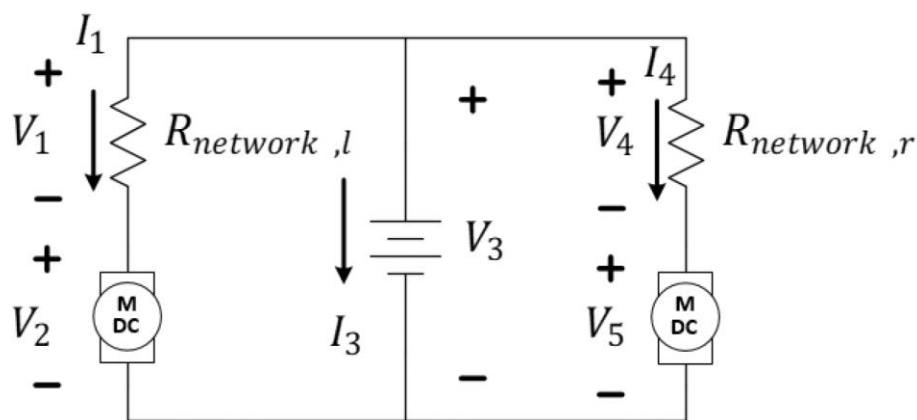 I1
I4
+
+
+
V1
Rnetwork ,l
V4
Rnetwork ,r
−
−
+
V3
+
M
DC
M
DC
V2
V5
I3
−
−
−